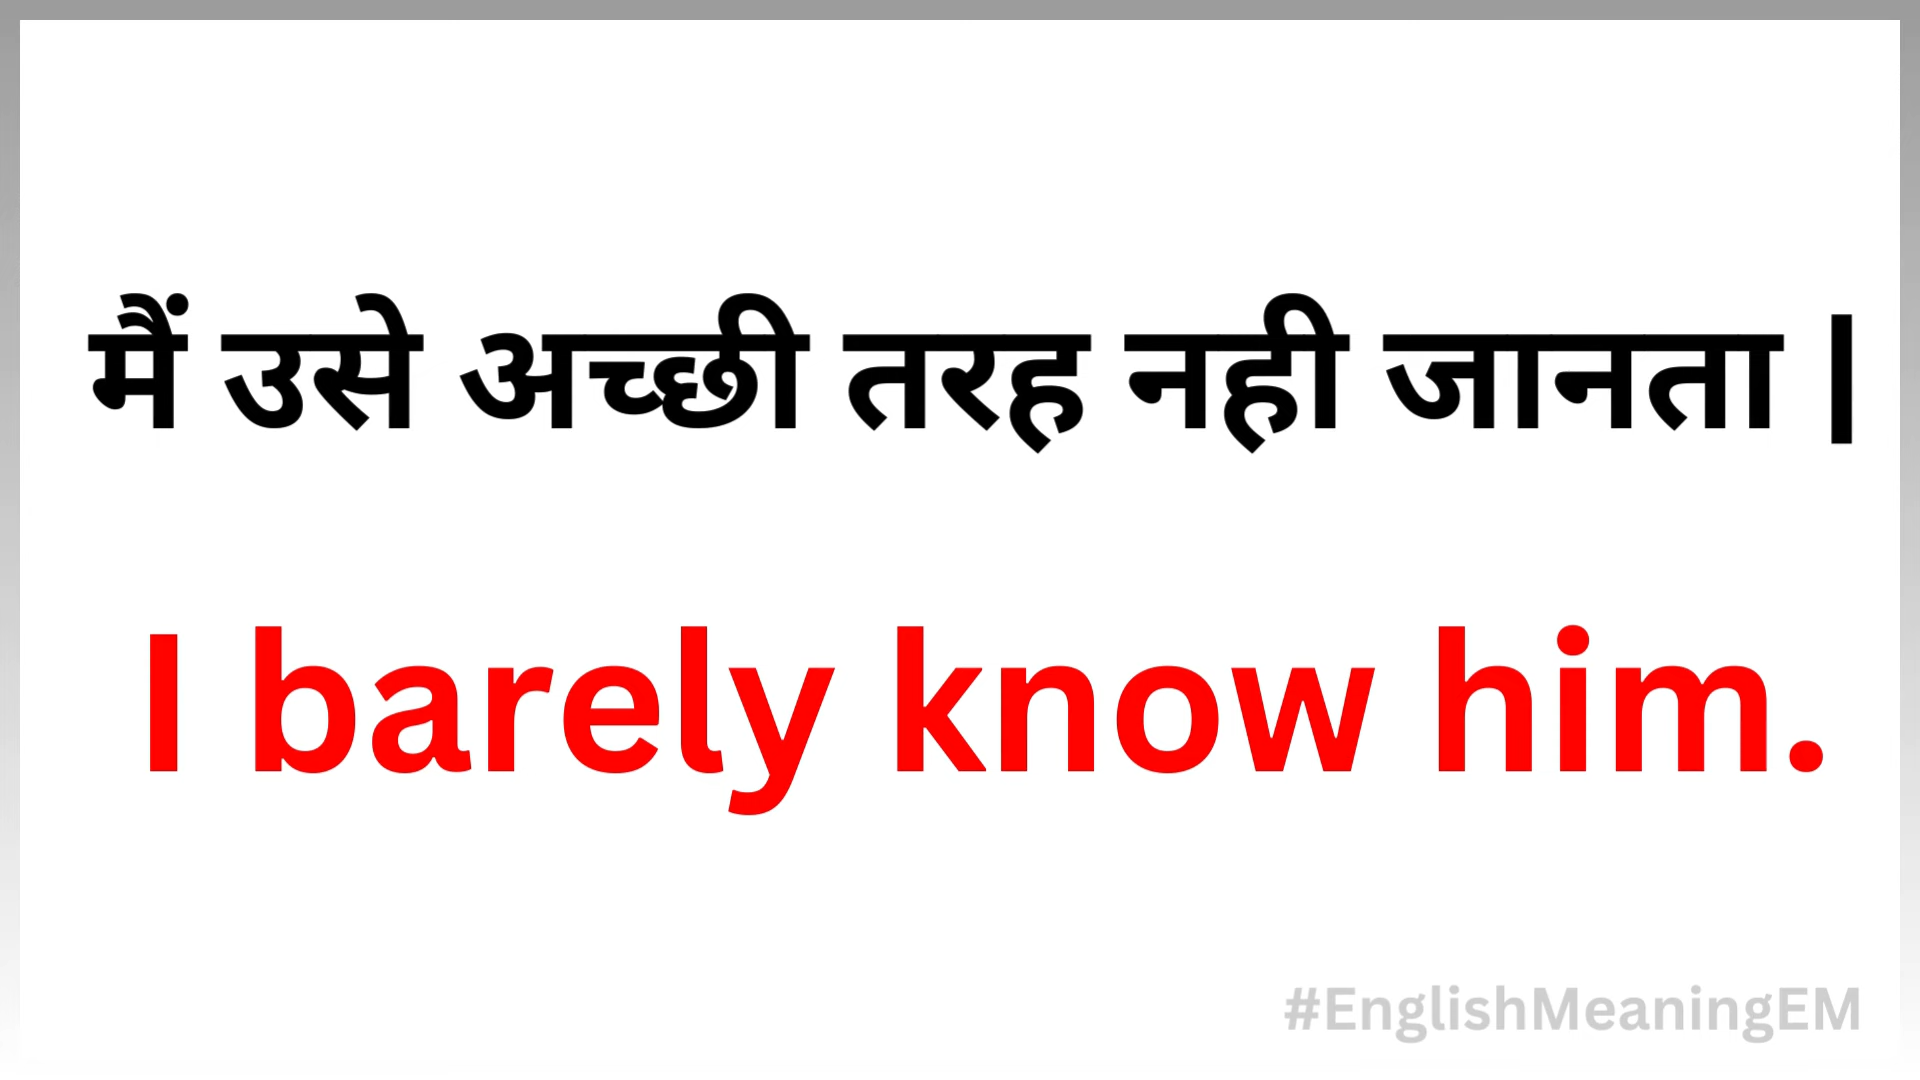 मैं उसे अच्छी तरह नही जानता |
I barely know him.
#EnglishMeaningEM